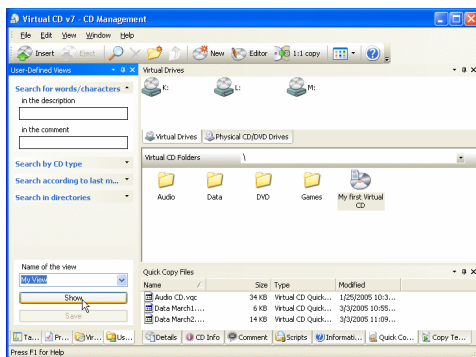 Virtual CD v7 - CD Management
File Edit View Window Help
Insert Eject New Editor 1:1 copy
User-Defined Views
Search for words/characters
in the description
in the comment
Search by CD type
Search according to last m...
Search in directories
Name of the view
My View
Show
Save
Ta... Pr... Vir... Us...
Virtual Drives
K: L: M:
Virtual Drives Physical CD/DVD Drives
Virtual CD Folders \
Audio Data DVD Games My first Virtual
CD
Quick Copy Files
Name Size Type Modified
Audio CD.vqc 34 KB Virtual CD Quick... 1/25/2005 10:3...
Data March1.... 6 KB Virtual CD Quick... 3/3/2005 10:55...
Data March2.... 14 KB Virtual CD Quick... 3/3/2005 11:09...
Details CD Info Comment Scripts Informati... Quick Co... Copy Te...
Press F1 for Help